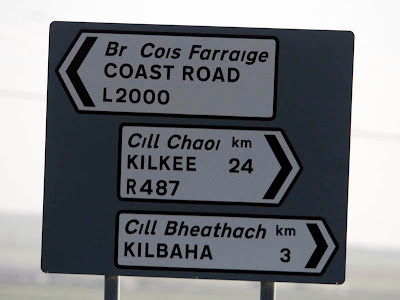 Br Cois Farraige
COAST ROAD
L2000
Cill Chaoi km
KILKEE 24
R487
Cill Bheathach km
KILBAHA 3